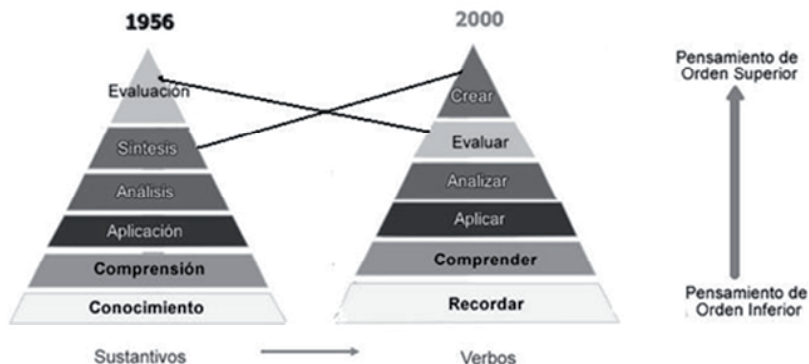 1956
Evaluación
Síntesis
Análisis
Aplicación
Comprensión
Conocimiento
Sustantivos
2000
Crear
Evaluar
Analizar
Aplicar
Comprender
Recordar
Verbos
Pensamiento de
Orden Superior
Pensamiento de
Orden Inferior